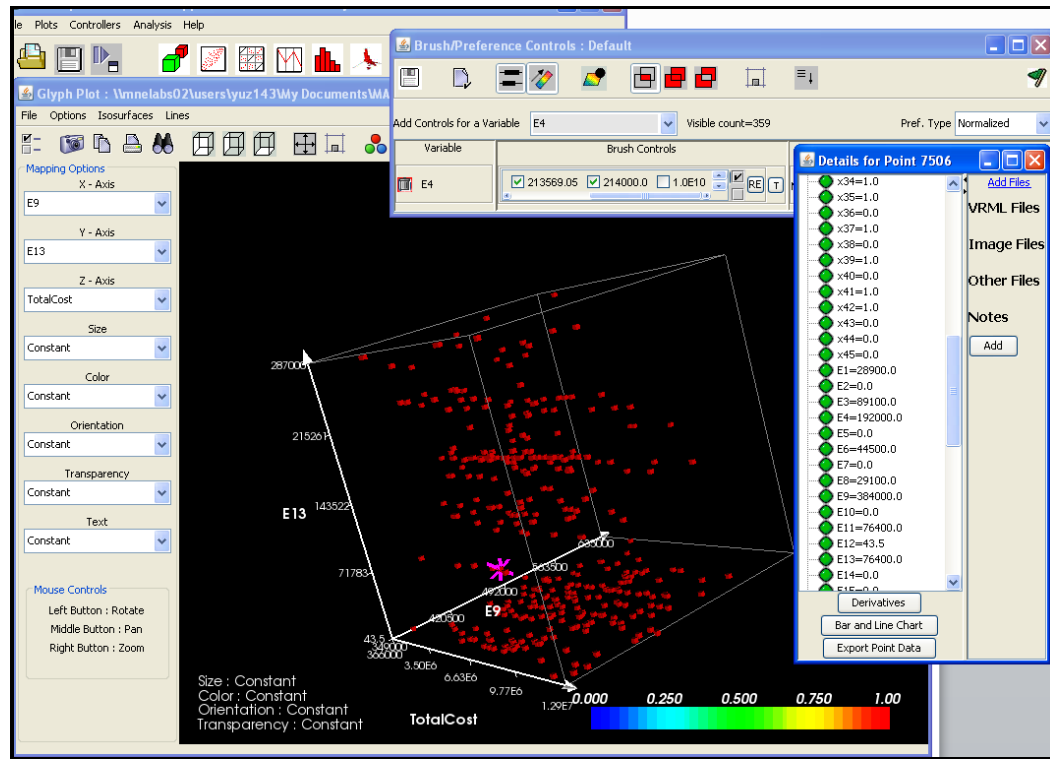 le Plots Controllers Analysis Help
Brush/Preference Controls : Default
Add Controls for a Variable E4 Visible count=359 Pref. Type Normalized
Variable Brush Controls
E4 213569.05 214000.0 1.0E10 RE T
Glyph Plot : \\mnelabs02\users\yuz143\My Documents\MA
File Options Isosurfaces Lines
Mapping Options
X - Axis
E9
Y - Axis
E13
Z - Axis
TotalCost
Size
Constant
Color
Constant
Orientation
Constant
Transparency
Constant
Text
Constant
Mouse Controls
Left Button : Rotate
Middle Button : Pan
Right Button : Zoom
287000
215261
143522
71783
43.5
E13
349000
420500
492000
563500
635000
E9
366000
3.50E6
6.63E6
9.77E6
1.29E7
TotalCost
Size : Constant
Color : Constant
Orientation : Constant
Transparency : Constant
0.000 0.250 0.500 0.750 1.00
Details for Point 7506
x34=1.0
x35=1.0
x36=0.0
x37=1.0
x38=0.0
x39=1.0
x40=0.0
x41=1.0
x42=1.0
x43=0.0
x44=0.0
x45=0.0
E1=28900.0
E2=0.0
E3=89100.0
E4=192000.0
E5=0.0
E6=44500.0
E7=0.0
E8=29100.0
E9=384000.0
E10=0.0
E11=76400.0
E12=43.5
E13=76400.0
E14=0.0
E15=0.0
Add Files
VRML Files
Image Files
Other Files
Notes
Add
Derivatives
Bar and Line Chart
Export Point Data